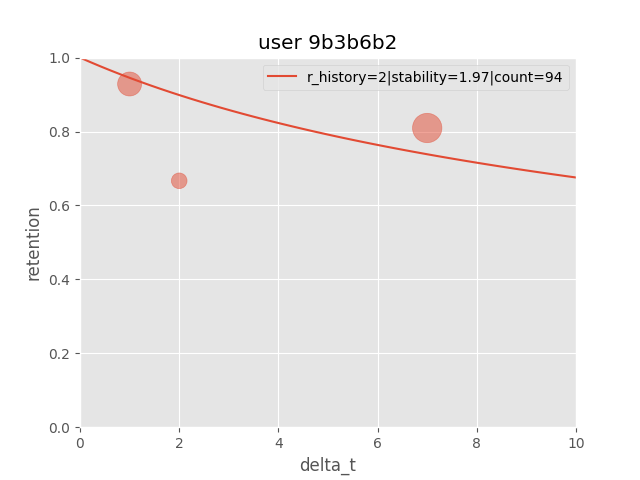 user 9b3b6b2
r_history=2|stability=1.97|count=94
retention
1.0
0.8
0.6
0.4
0.2
0.0
0 2 4 6 8 10
delta_t